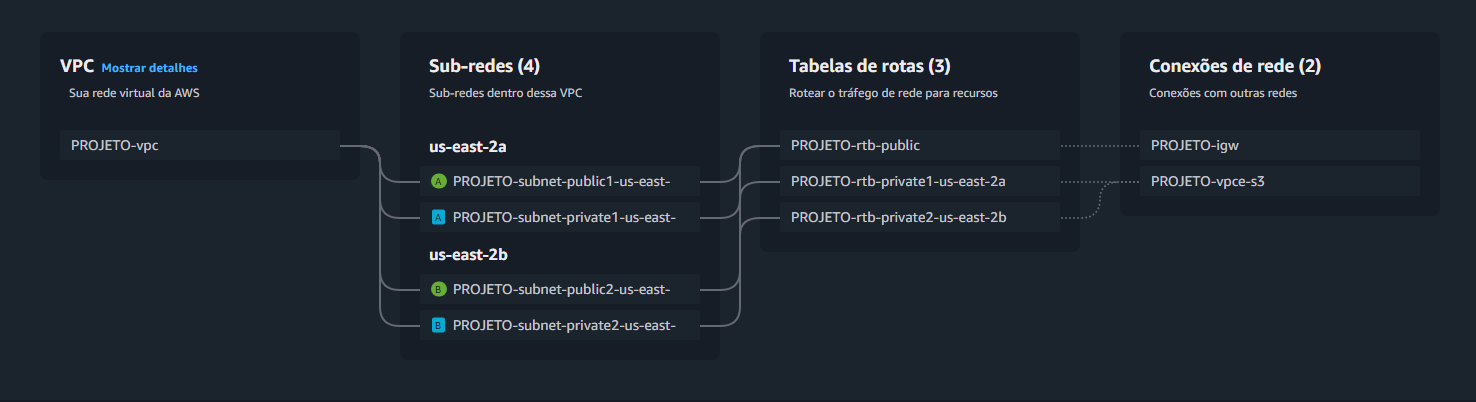 VPC Mostrar detalhes
Sua rede virtual da AWS
PROJETO-vpc
Sub-redes (4)
Sub-redes dentro dessa VPC
us-east-2a
A PROJETO-subnet-public1-us-east-
A PROJETO-subnet-private1-us-east-
us-east-2b
B PROJETO-subnet-public2-us-east-
B PROJETO-subnet-private2-us-east-
Tabelas de rotas (3)
Rotear o tráfego de rede para recursos
PROJETO-rtb-public
PROJETO-rtb-private1-us-east-2a
PROJETO-rtb-private2-us-east-2b
Conexões de rede (2)
Conexões com outras redes
PROJETO-igw
PROJETO-vpce-s3